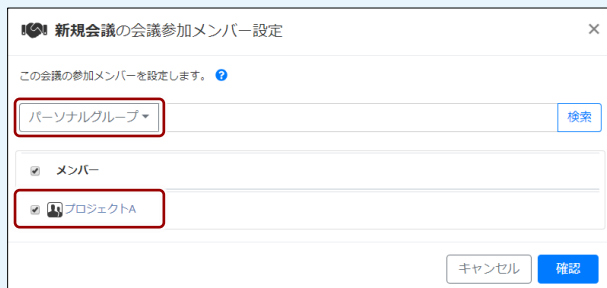 新規会議の会議参加メンバー設定 ×
この会議の参加メンバーを設定します。 ?
パーソナルグループ 検索
メンバー
プロジェクトA
キャンセル 確認